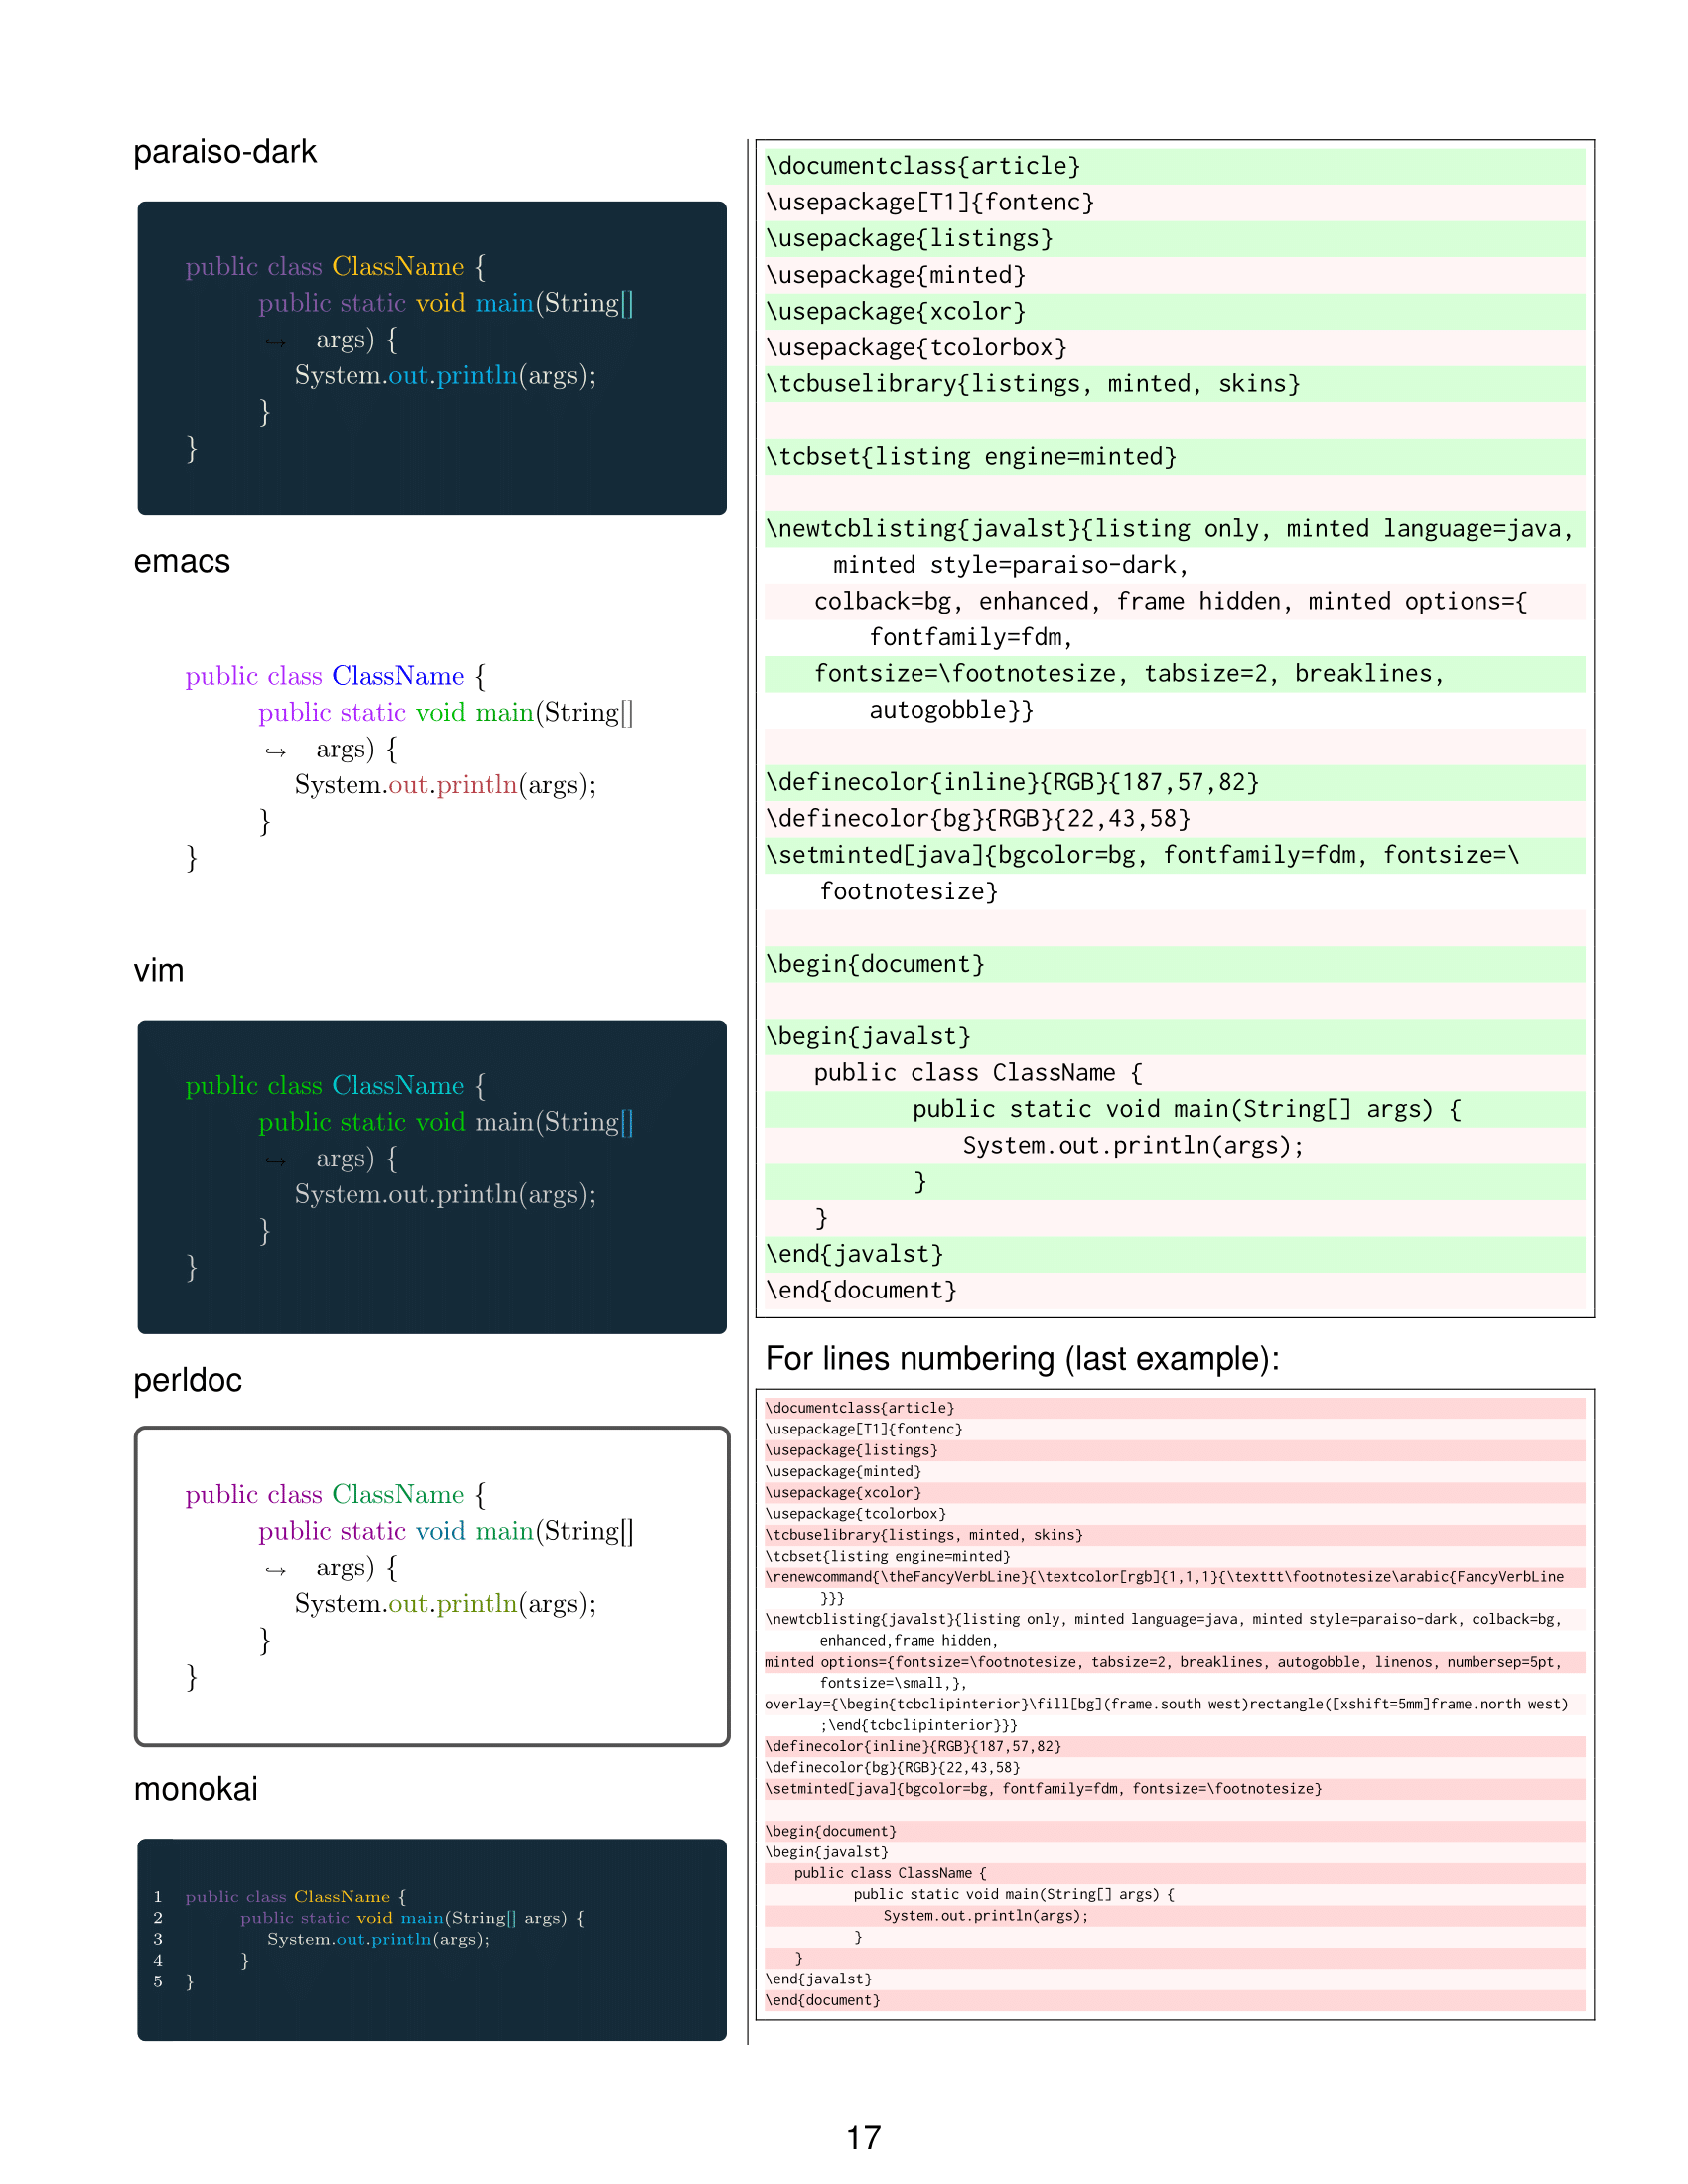 paraiso-dark
public class ClassName {
public static void main(String[]
↪ args) {
System.out.println(args);
}
}
emacs
public class ClassName {
public static void main(String[]
↪ args) {
System.out.println(args);
}
}
vim
public class ClassName {
public static void main(String[]
↪ args) {
System.out.println(args);
}
}
perldoc
public class ClassName {
public static void main(String[]
↪ args) {
System.out.println(args);
}
}
monokai
1 public class ClassName {
2 public static void main(String[] args) {
3 System.out.println(args);
4 }
5 }
\documentclass{article}
\usepackage[T1]{fontenc}
\usepackage{listings}
\usepackage{minted}
\usepackage{xcolor}
\usepackage{tcolorbox}
\tcbuselibrary{listings, minted, skins}
\tcbset{listing engine=minted}
\newtcblisting{javalst}{listing only, minted language=java,
minted style=paraiso-dark,
colback=bg, enhanced, frame hidden, minted options={
fontfamily=fdm,
fontsize=\footnotesize, tabsize=2, breaklines,
autogobble}}
\definecolor{inline}{RGB}{187,57,82}
\definecolor{bg}{RGB}{22,43,58}
\setminted[java]{bgcolor=bg, fontfamily=fdm, fontsize=\
footnotesize}
\begin{document}
\begin{javalst}
public class ClassName {
public static void main(String[] args) {
System.out.println(args);
}
}
\end{javalst}
\end{document}
For lines numbering (last example):
\documentclass{article}
\usepackage[T1]{fontenc}
\usepackage{listings}
\usepackage{minted}
\usepackage{xcolor}
\usepackage{tcolorbox}
\tcbuselibrary{listings, minted, skins}
\tcbset{listing engine=minted}
\renewcommand{\theFancyVerbLine}{\textcolor[rgb]{1,1,1}{\texttt\footnotesize\arabic{FancyVerbLine
}}}
\newtcblisting{javalst}{listing only, minted language=java, minted style=paraiso-dark, colback=bg,
enhanced,frame hidden,
minted options={fontsize=\footnotesize, tabsize=2, breaklines, autogobble, linenos, numbersep=5pt,
fontsize=\small,},
overlay={\begin{tcbclipinterior}\fill[bg](frame.south west)rectangle([xshift=5mm]frame.north west)
;\end{tcbclipinterior}}}
\definecolor{inline}{RGB}{187,57,82}
\definecolor{bg}{RGB}{22,43,58}
\setminted[java]{bgcolor=bg, fontfamily=fdm, fontsize=\footnotesize}
\begin{document}
\begin{javalst}
public class ClassName {
public static void main(String[] args) {
System.out.println(args);
}
}
\end{javalst}
\end{document}
17